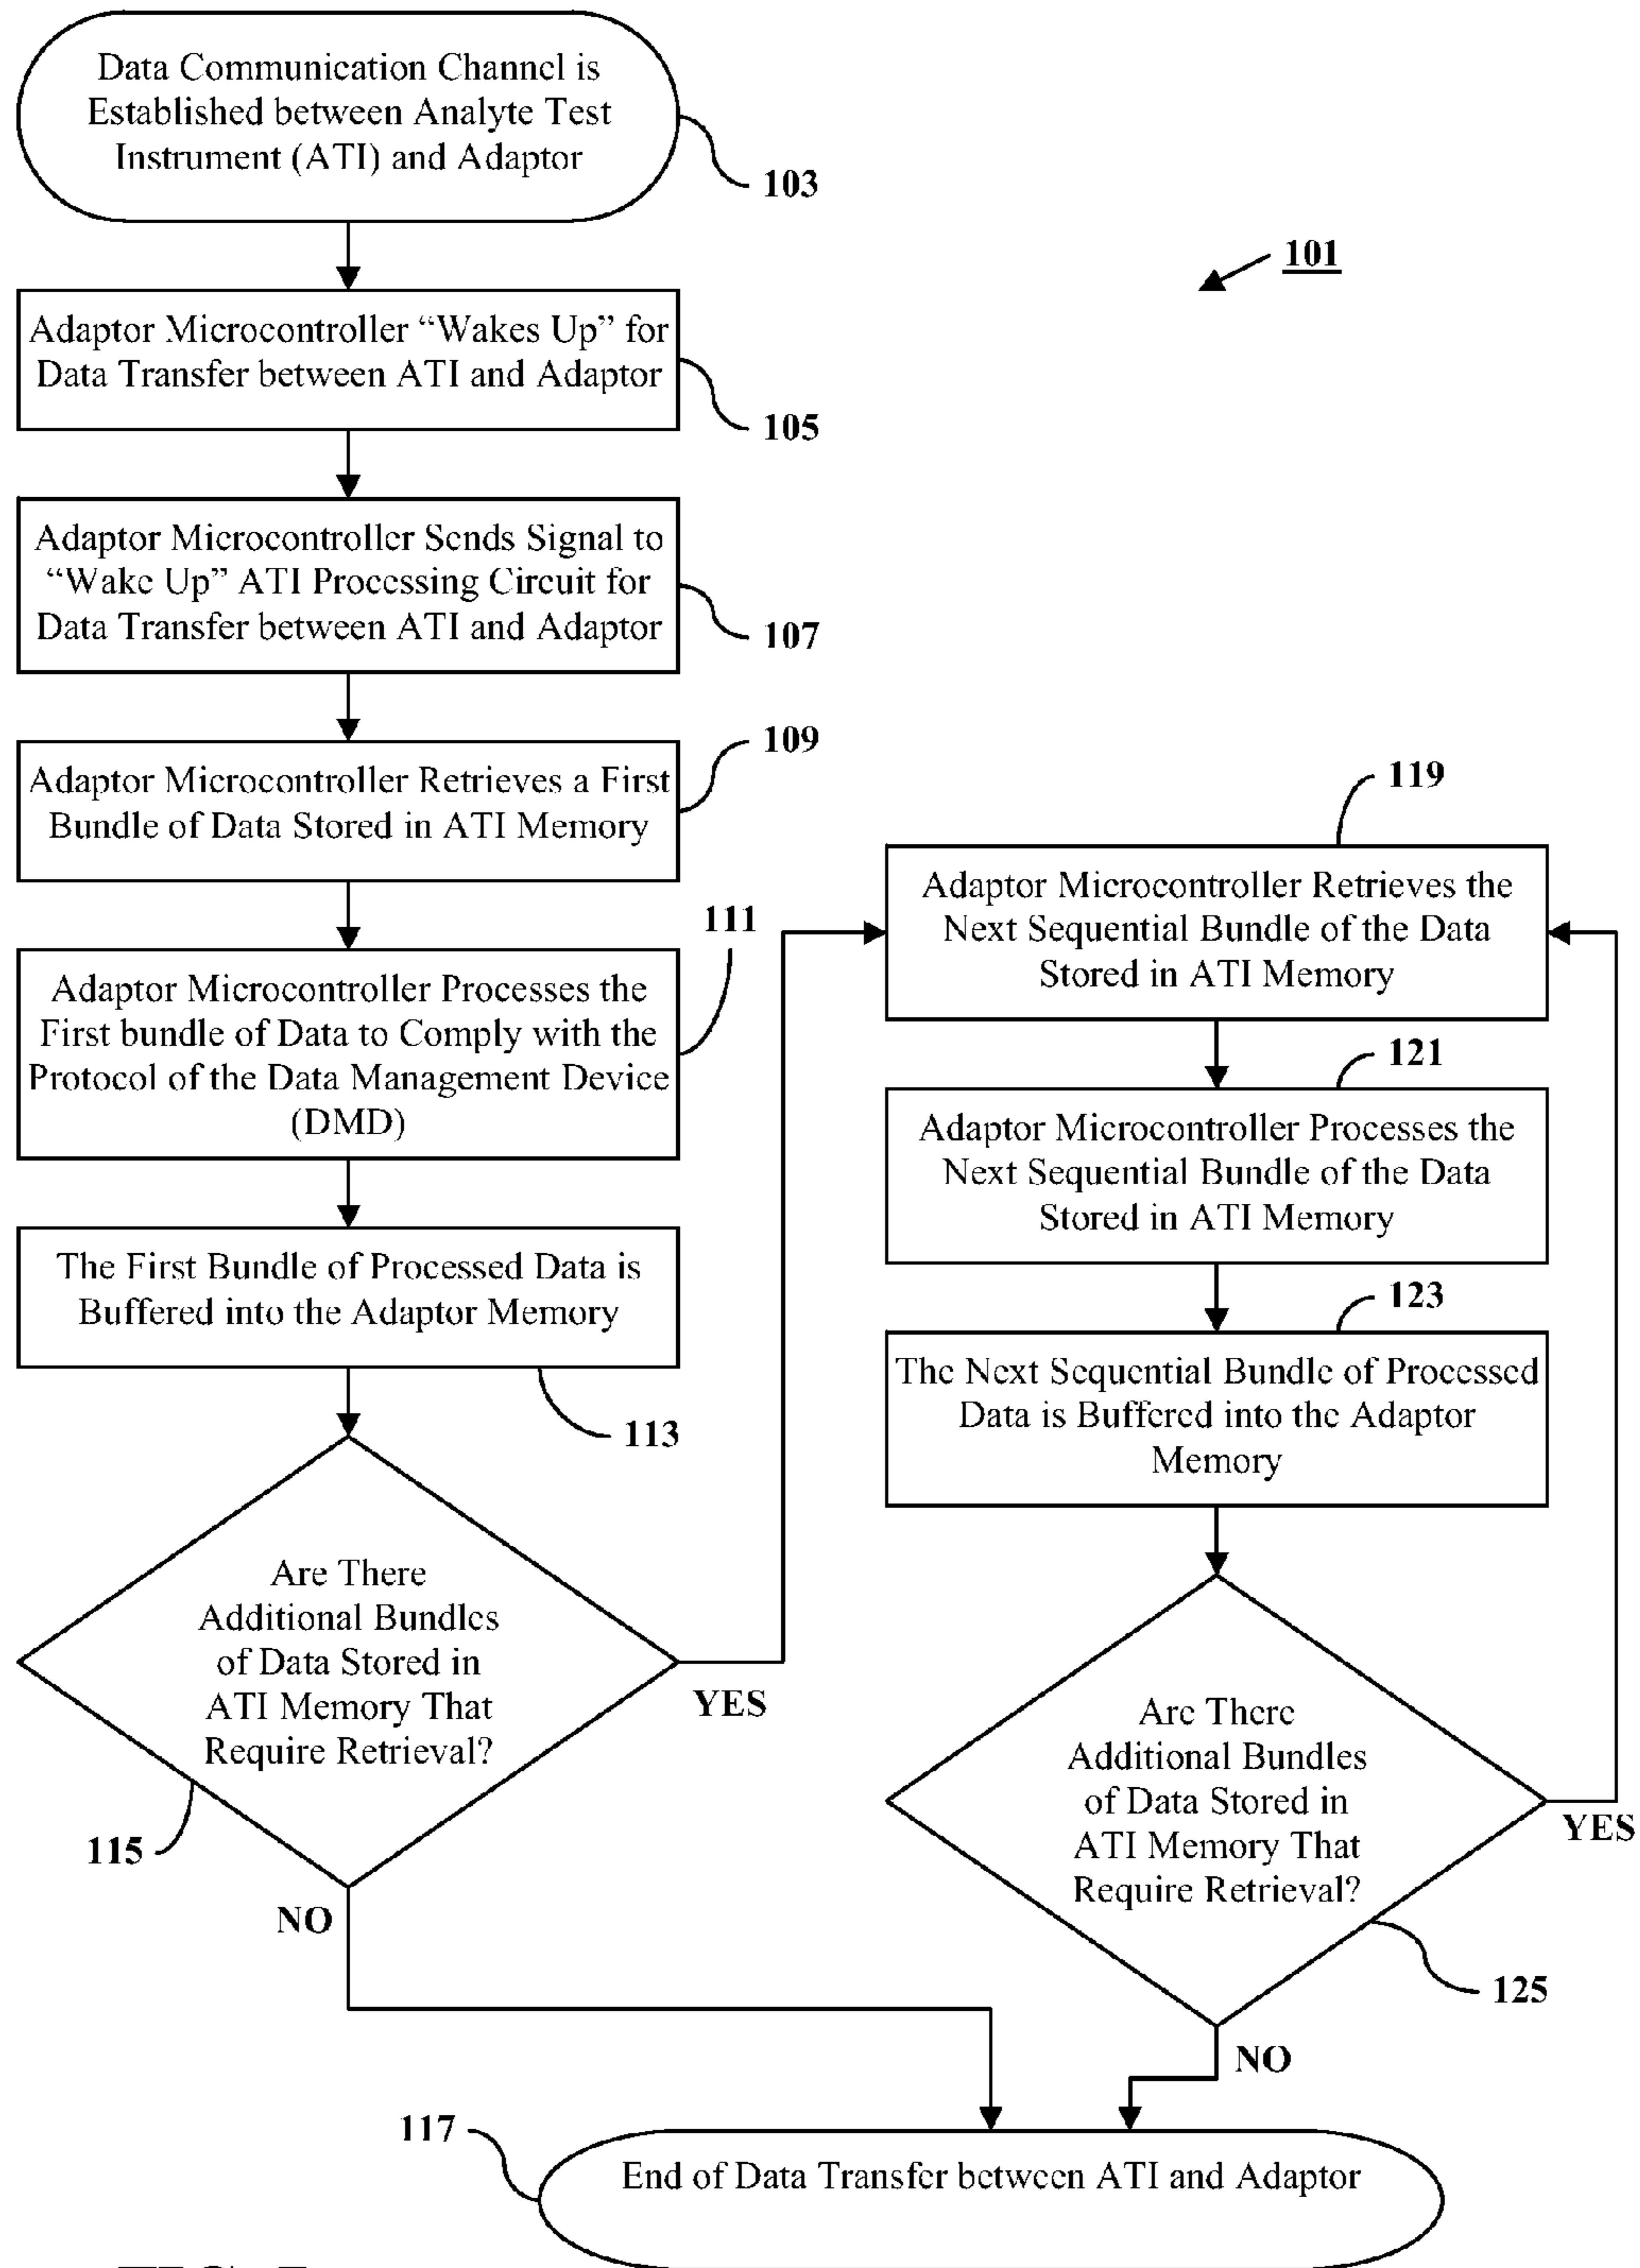 Data Communication Channel is
Established between Analyte Test
Instrument (ATI) and Adaptor
103
101
Adaptor Microcontroller “Wakes Up” for
Data Transfer between ATI and Adaptor
105
Adaptor Microcontroller Sends Signal to
“Wake Up” ATI Processing Circuit for
Data Transfer between ATI and Adaptor
107
109
Adaptor Microcontroller Retrieves a First
Bundle of Data Stored in ATI Memory
111
Adaptor Microcontroller Processes the
First bundle of Data to Comply with the
Protocol of the Data Management Device
(DMD)
The First Bundle of Processed Data is
Buffered into the Adaptor Memory
113
Are There
Additional Bundles
of Data Stored in
ATI Memory That
Require Retrieval?
YES
115
NO
119
Adaptor Microcontroller Retrieves the
Next Sequential Bundle of the Data
Stored in ATI Memory
121
Adaptor Microcontroller Processes the
Next Sequential Bundle of the Data
Stored in ATI Memory
123
The Next Sequential Bundle of Processed
Data is Buffered into the Adaptor
Memory
Are There
Additional Bundles
of Data Stored in
ATI Memory That
Require Retrieval?
YES
125
NO
117
End of Data Transfer between ATI and Adaptor